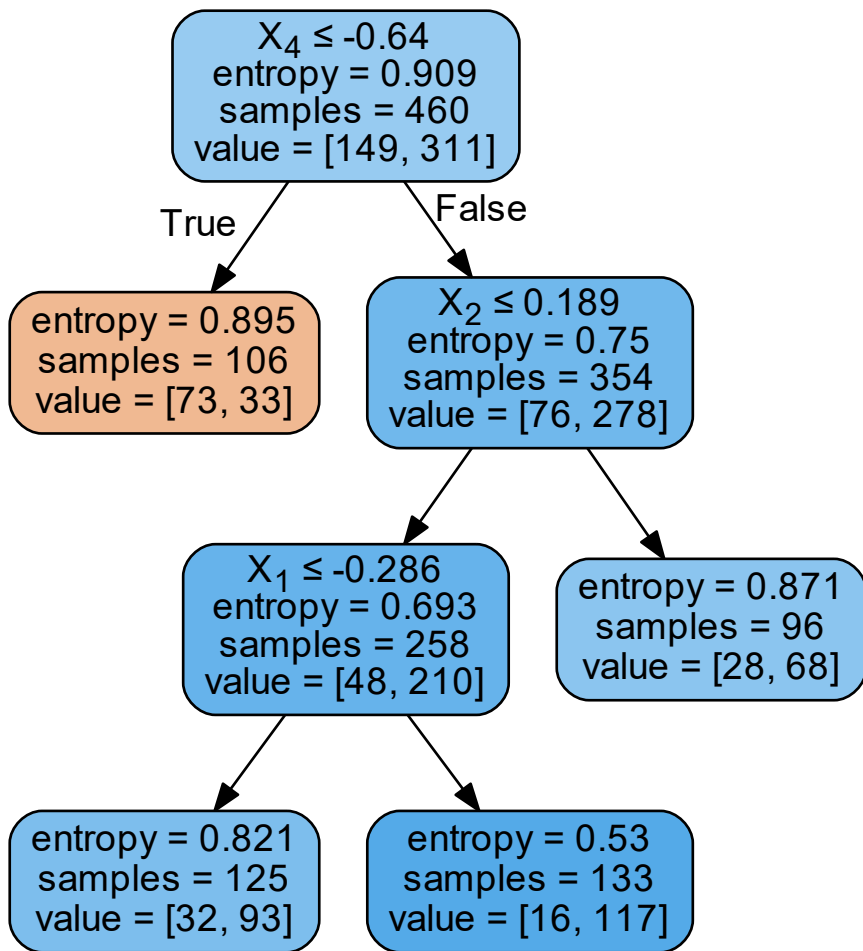 X₄ ≤ -0.64
entropy = 0.909
samples = 460
value = [149, 311]
True
False
entropy = 0.895
samples = 106
value = [73, 33]
X₂ ≤ 0.189
entropy = 0.75
samples = 354
value = [76, 278]
X₁ ≤ -0.286
entropy = 0.693
samples = 258
value = [48, 210]
entropy = 0.871
samples = 96
value = [28, 68]
entropy = 0.821
samples = 125
value = [32, 93]
entropy = 0.53
samples = 133
value = [16, 117]